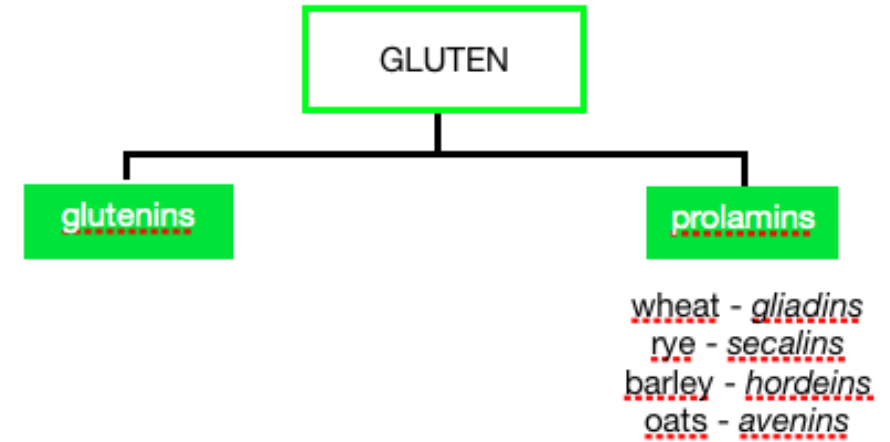 GLUTEN
glutenins
prolamins
wheat - gliadins
rye - secalins
barley - hordeins
oats - avenins